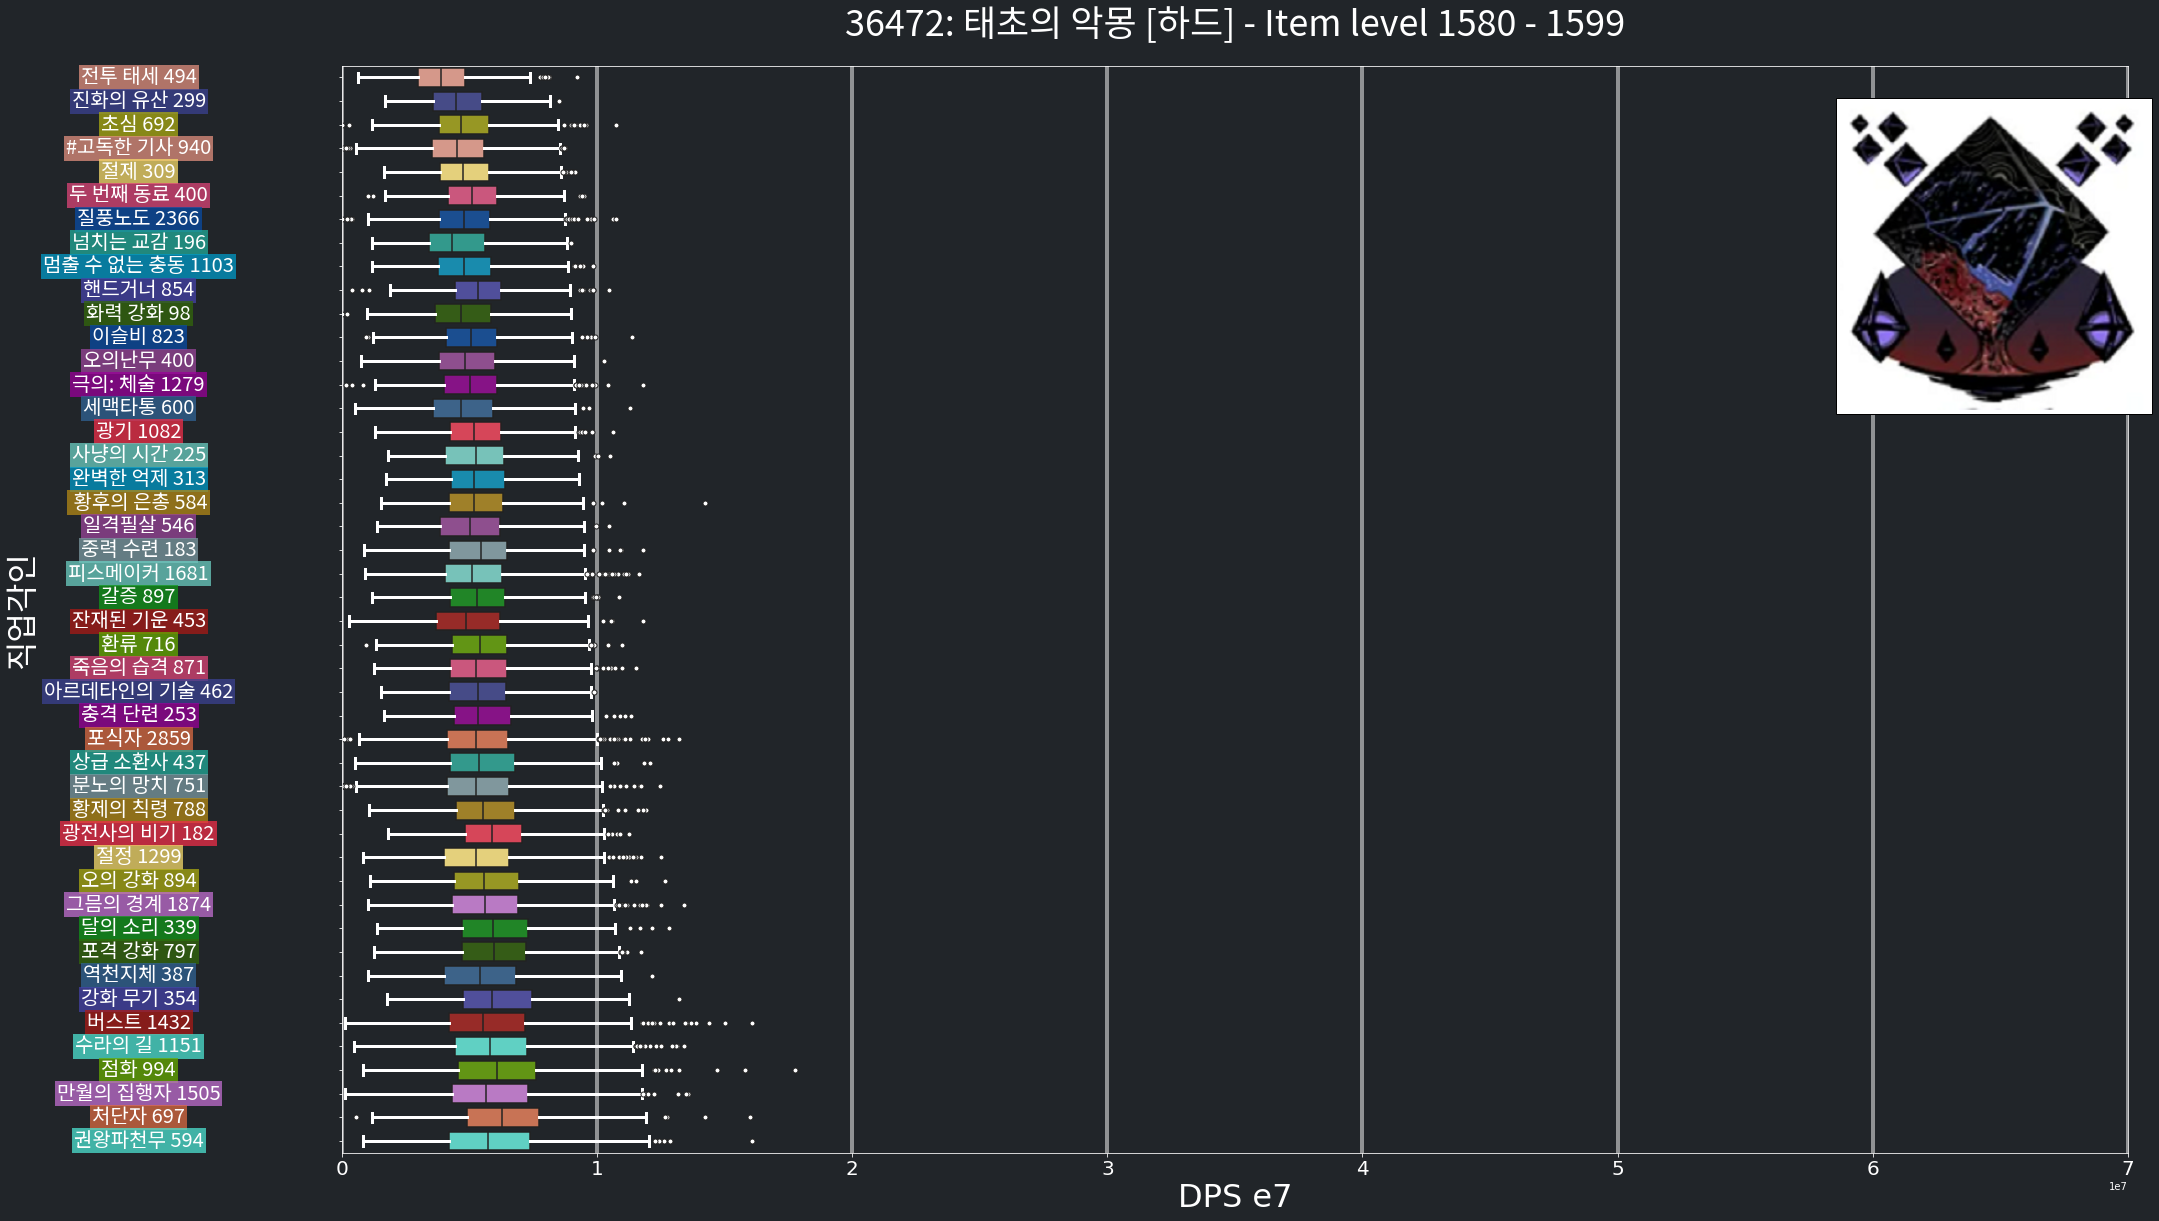 36472: 태초의 악몽 [하드] - Item level 1580 - 1599
전투 태세 494
진화의 유산 299
초심 692
#고독한 기사 940
절제 309
두 번째 동료 400
질풍노도 2366
넘치는 교감 196
멈출 수 없는 충동 1103
핸드거너 854
화력 강화 98
이슬비 823
오의난무 400
극의: 체술 1279
세맥타통 600
광기 1082
사냥의 시간 225
완벽한 억제 313
황후의 은총 584
일격필살 546
중력 수련 183
피스메이커 1681
갈증 897
잔재된 기운 453
환류 716
죽음의 습격 871
아르데타인의 기술 462
충격 단련 253
포식자 2859
상급 소환사 437
분노의 망치 751
황제의 칙령 788
광전사의 비기 182
절정 1299
오의 강화 894
그믐의 경계 1874
달의 소리 339
포격 강화 797
역천지체 387
강화 무기 354
버스트 1432
수라의 길 1151
점화 994
만월의 집행자 1505
처단자 697
권왕파천무 594
직업각인
0 1 2 3 4 5 6 7
DPS e7
1e7